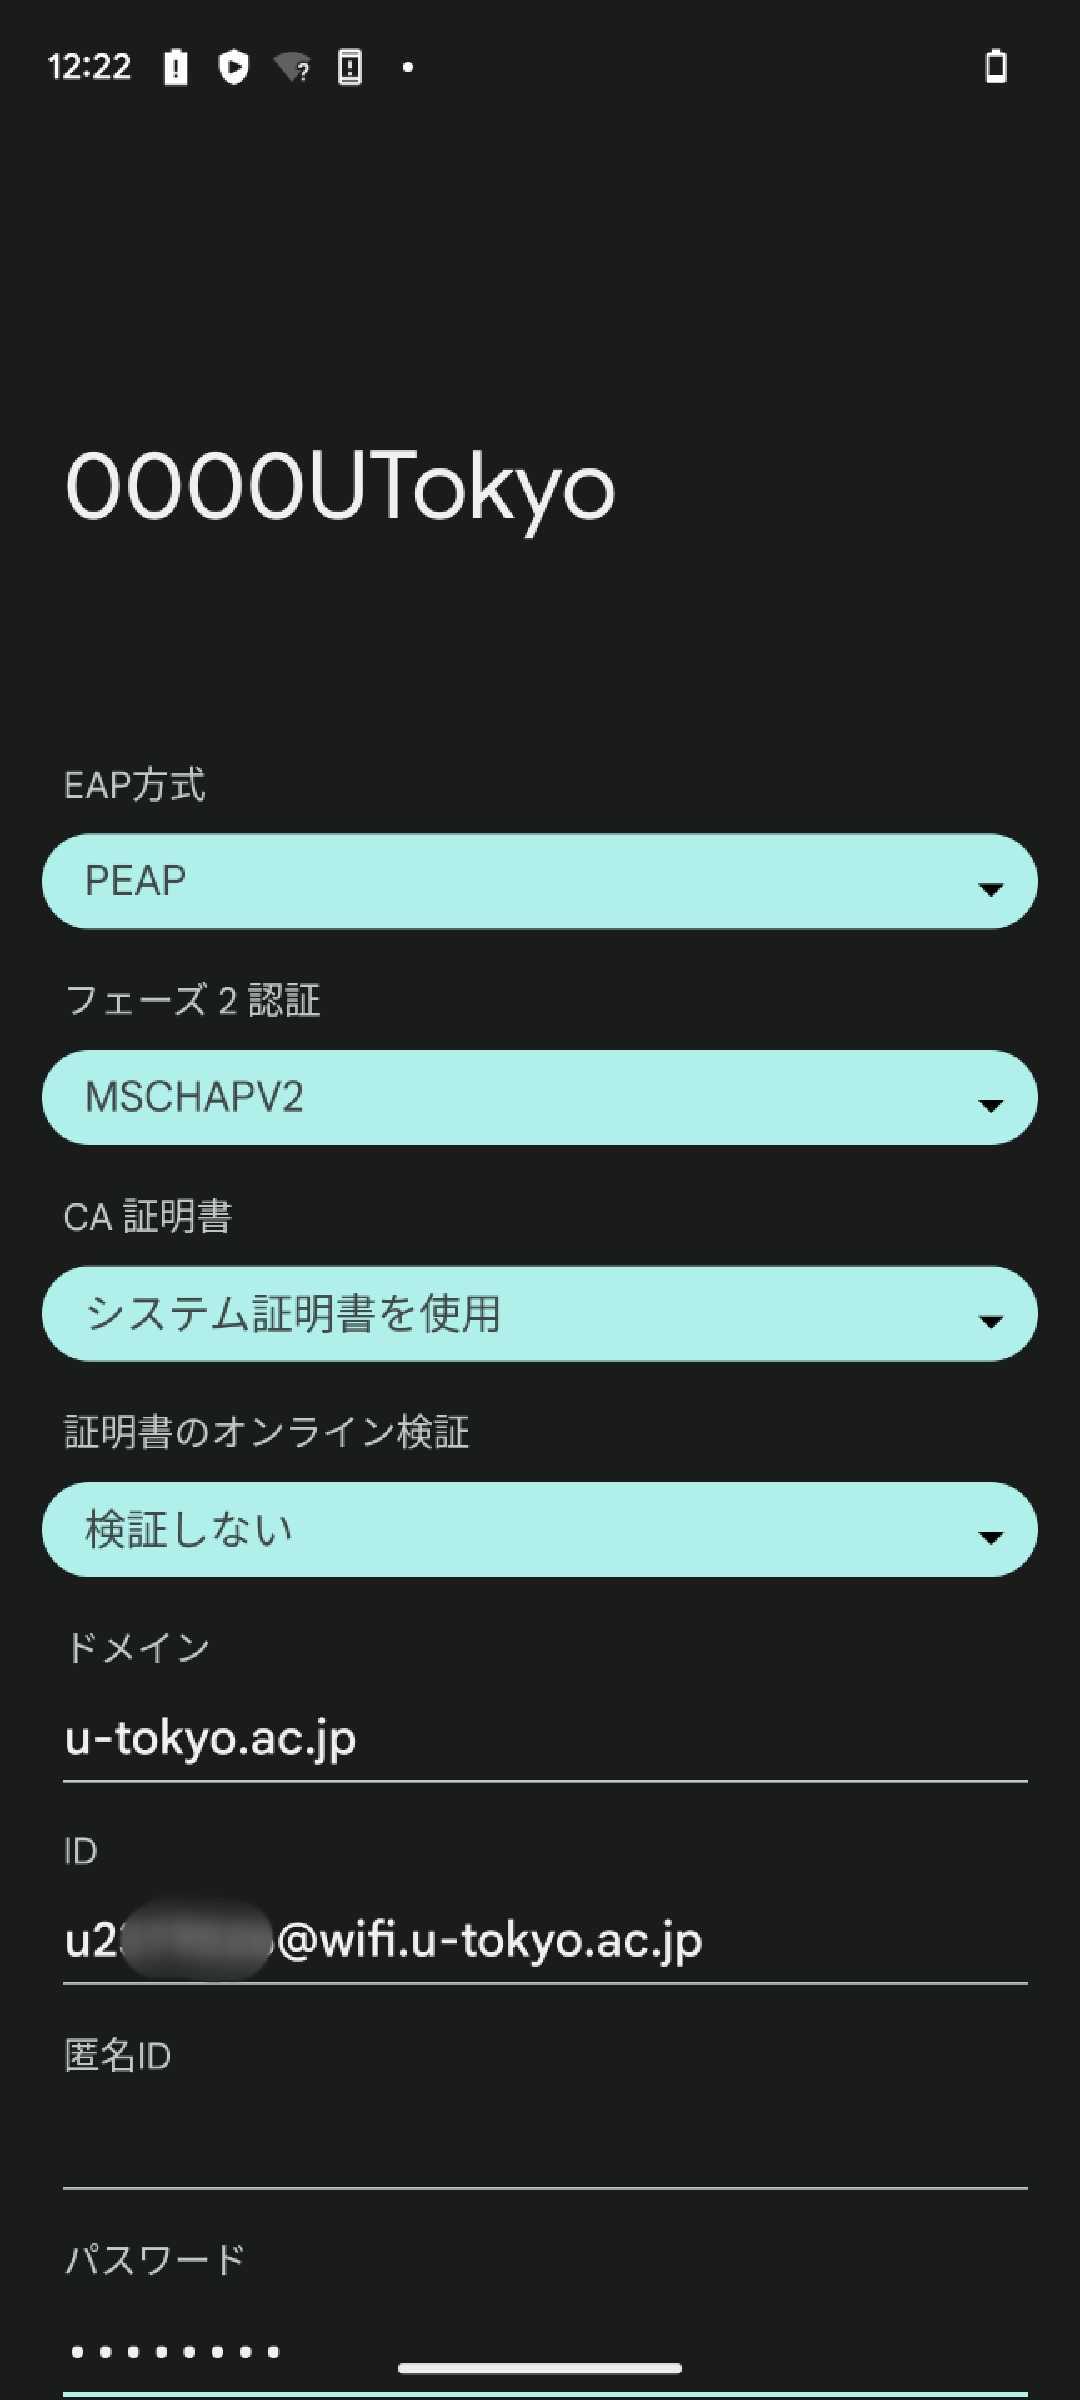 12:22
0000UTokyo
EAP方式
PEAP
フェーズ 2 認証
MSCHAPV2
CA 証明書
システム証明書を使用
証明書のオンライン検証
検証しない
ドメイン
u-tokyo.ac.jp
ID
u2 @wifi.u-tokyo.ac.jp
匿名ID
パスワード
••••••••